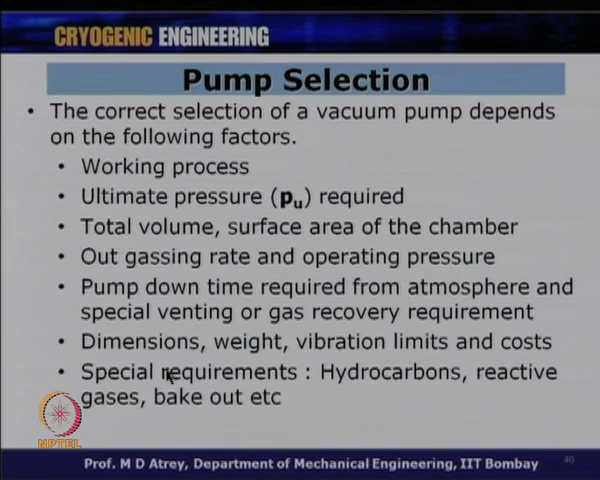 CRYOGENIC ENGINEERING
Pump Selection
• The correct selection of a vacuum pump depends
on the following factors.
• Working process
• Ultimate pressure (pu) required
• Total volume, surface area of the chamber
• Out gassing rate and operating pressure
• Pump down time required from atmosphere and
special venting or gas recovery requirement
• Dimensions, weight, vibration limits and costs
• Special requirements : Hydrocarbons, reactive
gases, bake out etc
NPTEL
Prof. M D Atrey, Department of Mechanical Engineering, IIT Bombay
40